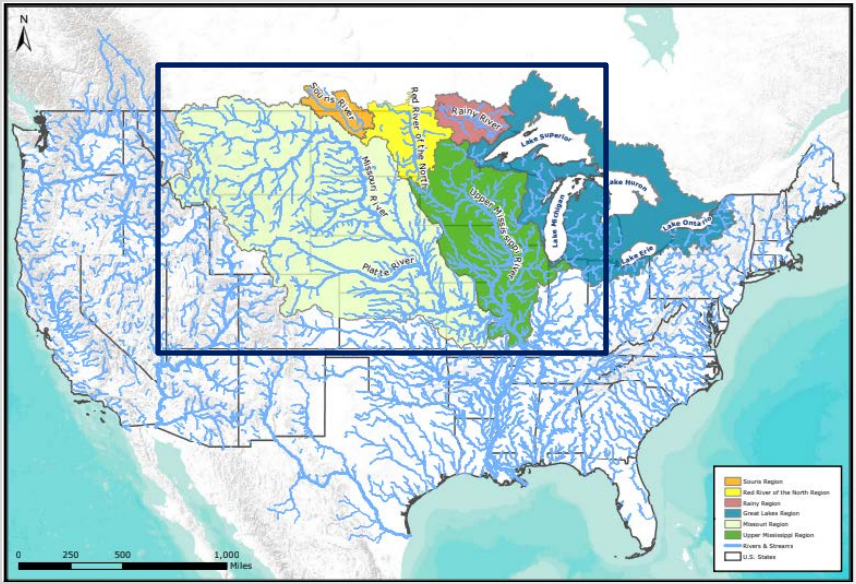 N
Souris River
Red River of the North
Rainy River
Lake Superior
Missouri River
Upper Mississippi River
Lake Michigan
Lake Huron
Lake Ontario
Lake Erie
Platte River
Souris Region
Red River of the North Region
Rainy Region
Great Lakes Region
Missouri Region
Upper Mississippi Region
Rivers & Streams
U.S. States
0 250 500 1,000
Miles